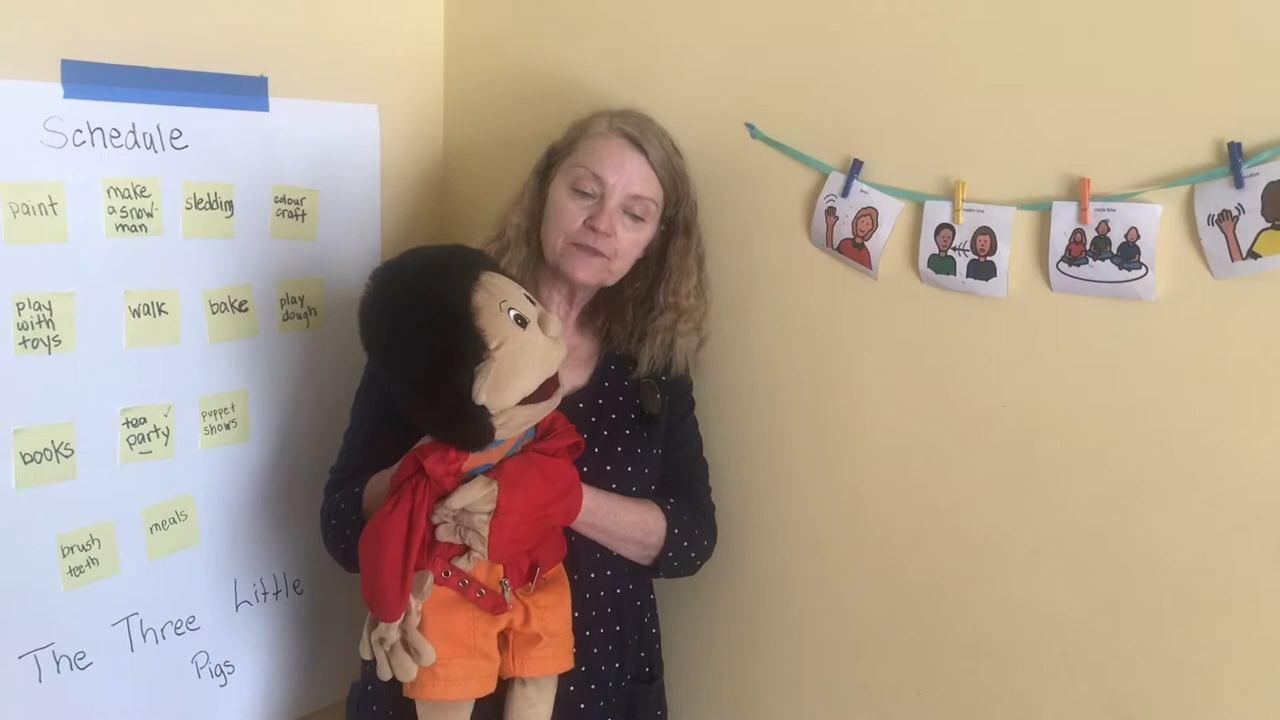 Schedule
paint
make
a snow-
man
sledding
colour
craft
play
with
toys
walk
bake
play
dough
books
tea
party
puppet
shows
brush
teeth
meals
The Three Little
Pigs